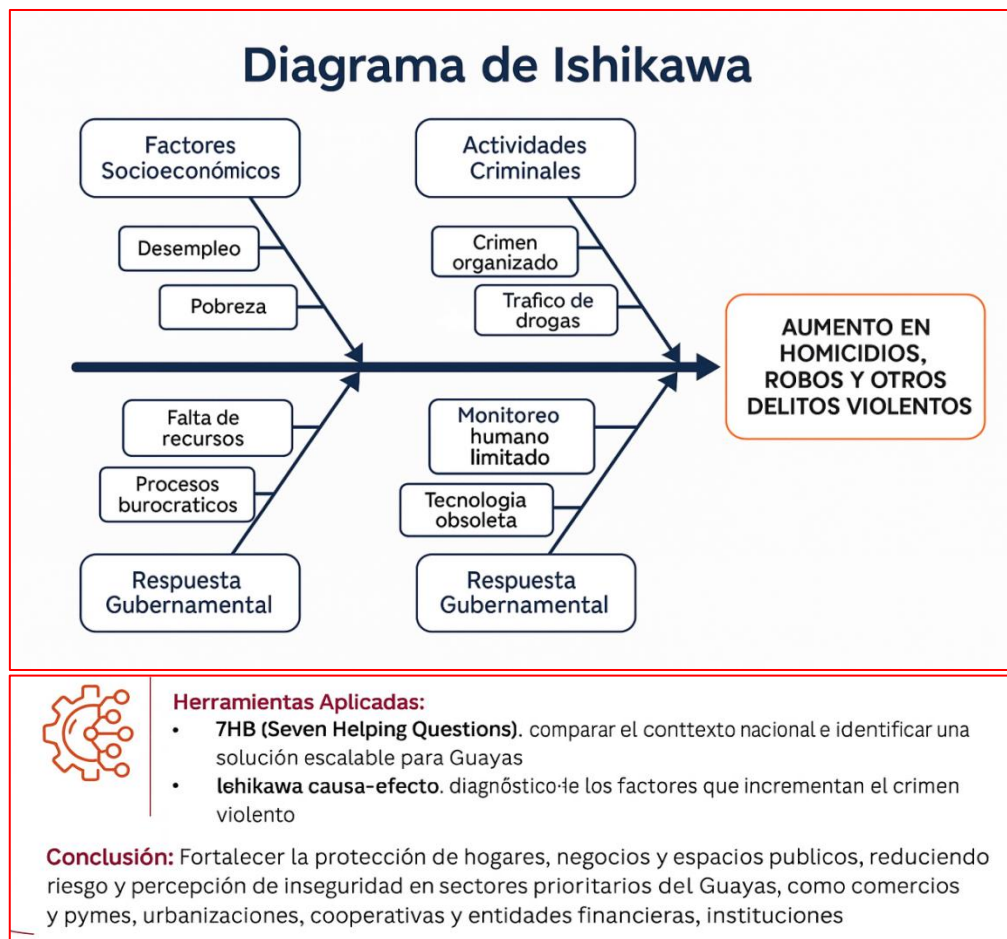 Diagrama de Ishikawa
Factores
Socioeconómicos
Actividades
Criminales
Desempleo
Pobreza
Crimen
organizado
Trafico de
drogas
AUMENTO EN
HOMICIDIOS,
ROBOS Y OTROS
DELITOS VIOLENTOS
Falta de
recursos
Procesos
burocraticos
Monitoreo
humano
limitado
Tecnologia
obsoleta
Respuesta
Gubernamental
Respuesta
Gubernamental
Herramientas Aplicadas:
• 7HB (Seven Helping Questions). comparar el conttexto nacional e identificar una
solución escalable para Guayas
• Iehikawa causa-efecto. diagnóstico·le los factores que incrementan el crimen
violento
Conclusión: Fortalecer la protección de hogares, negocios y espacios publicos, reduciendo
riesgo y percepción de inseguridad en sectores prioritarios del Guayas, como comercios
y pymes, urbanizaciones, cooperativas y entidades financieras, instituciones